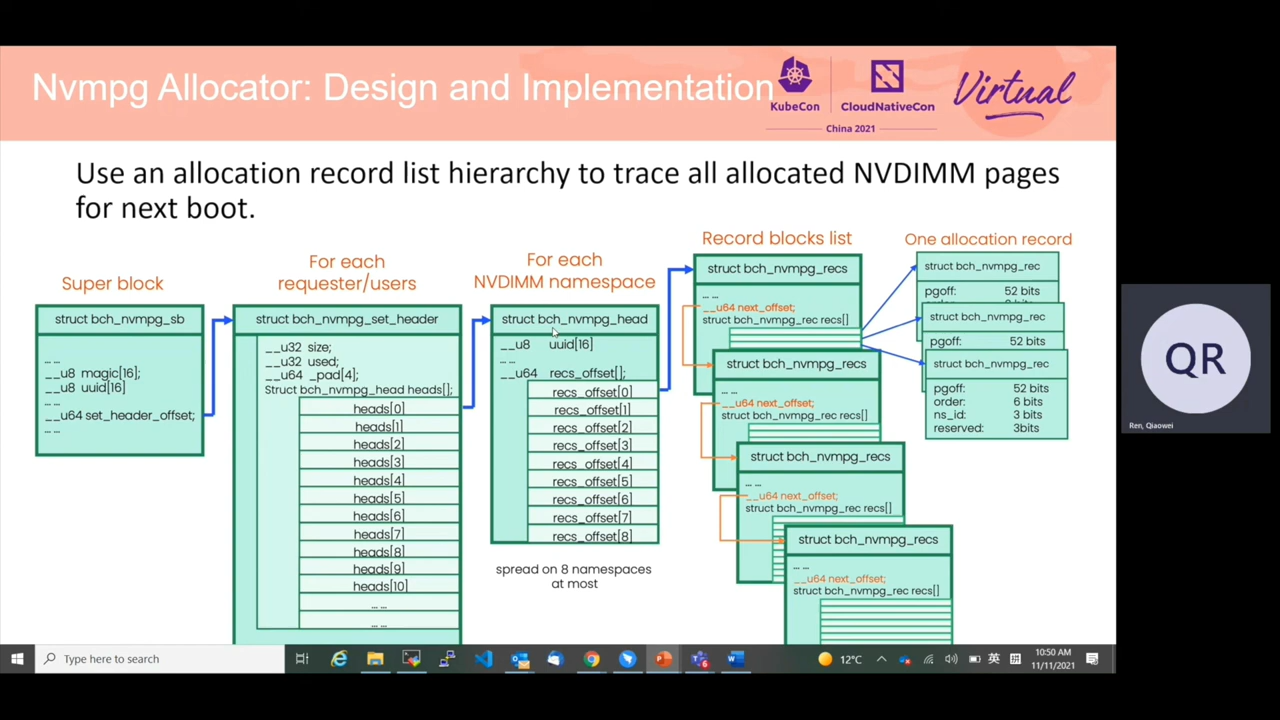 Nvmpg Allocator: Design and Implementation
KubeCon
CloudNativeCon
Virtual
China 2021
Use an allocation record list hierarchy to trace all allocated NVDIMM pages
for next boot.
Super block
struct bch_nvmpg_sb
... ...
__u8 magic[16];
__u8 uuid[16]
... ...
__u64 set_header_offset;
... ...
For each
requester/users
struct bch_nvmpg_set_header
__u32 size;
__u32 used;
__u64 _pad[4];
Struct bch_nvmpg_head heads[];
heads[0]
heads[1]
heads[2]
heads[3]
heads[4]
heads[5]
heads[6]
heads[7]
heads[8]
heads[9]
heads[10]
... ...
... ...
For each
NVDIMM namespace
struct bch_nvmpg_head
__u8 uuid[16]
... ...
__u64 recs_offset[];
recs_offset[0]
recs_offset[1]
recs_offset[2]
recs_offset[3]
recs_offset[4]
recs_offset[5]
recs_offset[6]
recs_offset[7]
recs_offset[8]
spread on 8 namespaces
at most
Record blocks list
struct bch_nvmpg_recs
... ...
__u64 next_offset;
struct bch_nvmpg_rec recs[]
struct bch_nvmpg_recs
... ...
__u64 next_offset;
struct bch_nvmpg_rec recs[]
struct bch_nvmpg_recs
... ...
__u64 next_offset;
struct bch_nvmpg_rec recs[]
struct bch_nvmpg_recs
... ...
__u64 next_offset;
struct bch_nvmpg_rec recs[]
One allocation record
struct bch_nvmpg_rec
pgoff: 52 bits
struct bch_nvmpg_rec
pgoff: 52 bits
struct bch_nvmpg_rec
pgoff: 52 bits
order: 6 bits
ns_id: 3 bits
reserved: 3bits
QR
Ren, Qiaowei
Type here to search
12°C
英
拼
10:50 AM
11/11/2021